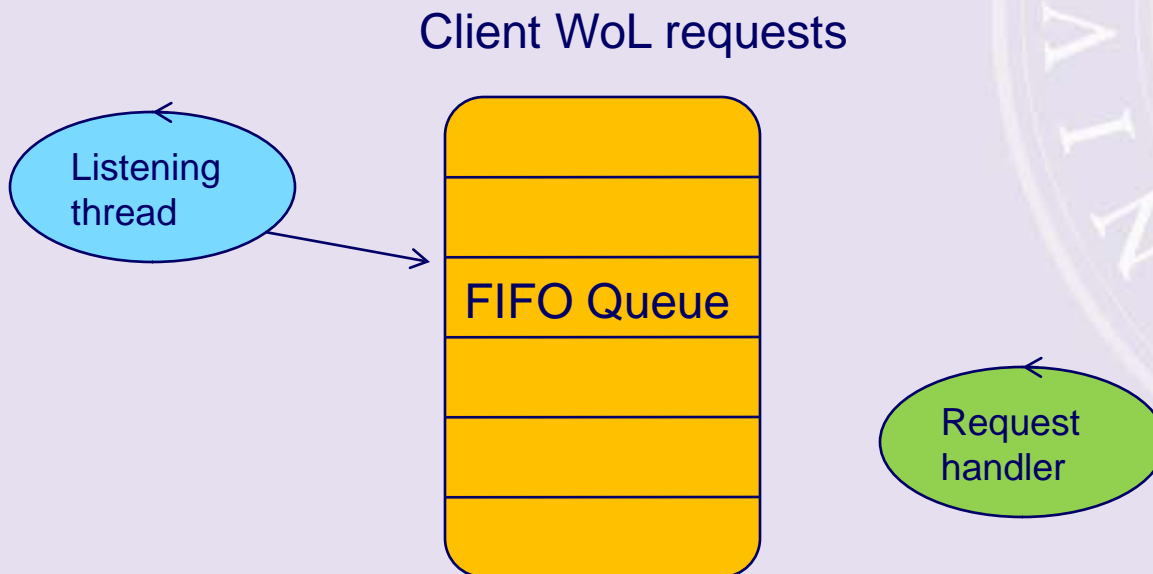 Client WoL requests
Listening
thread
FIFO Queue
Request
handler